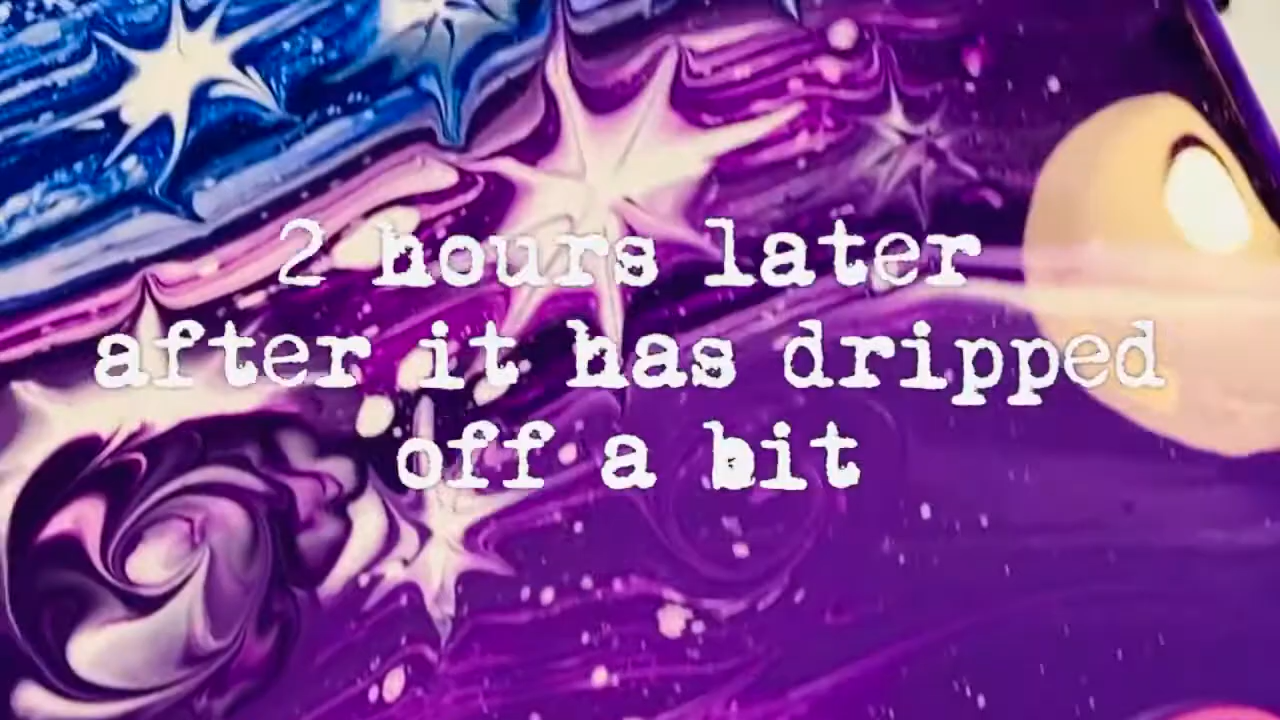 2 hours later
after it has dripped
off a bit